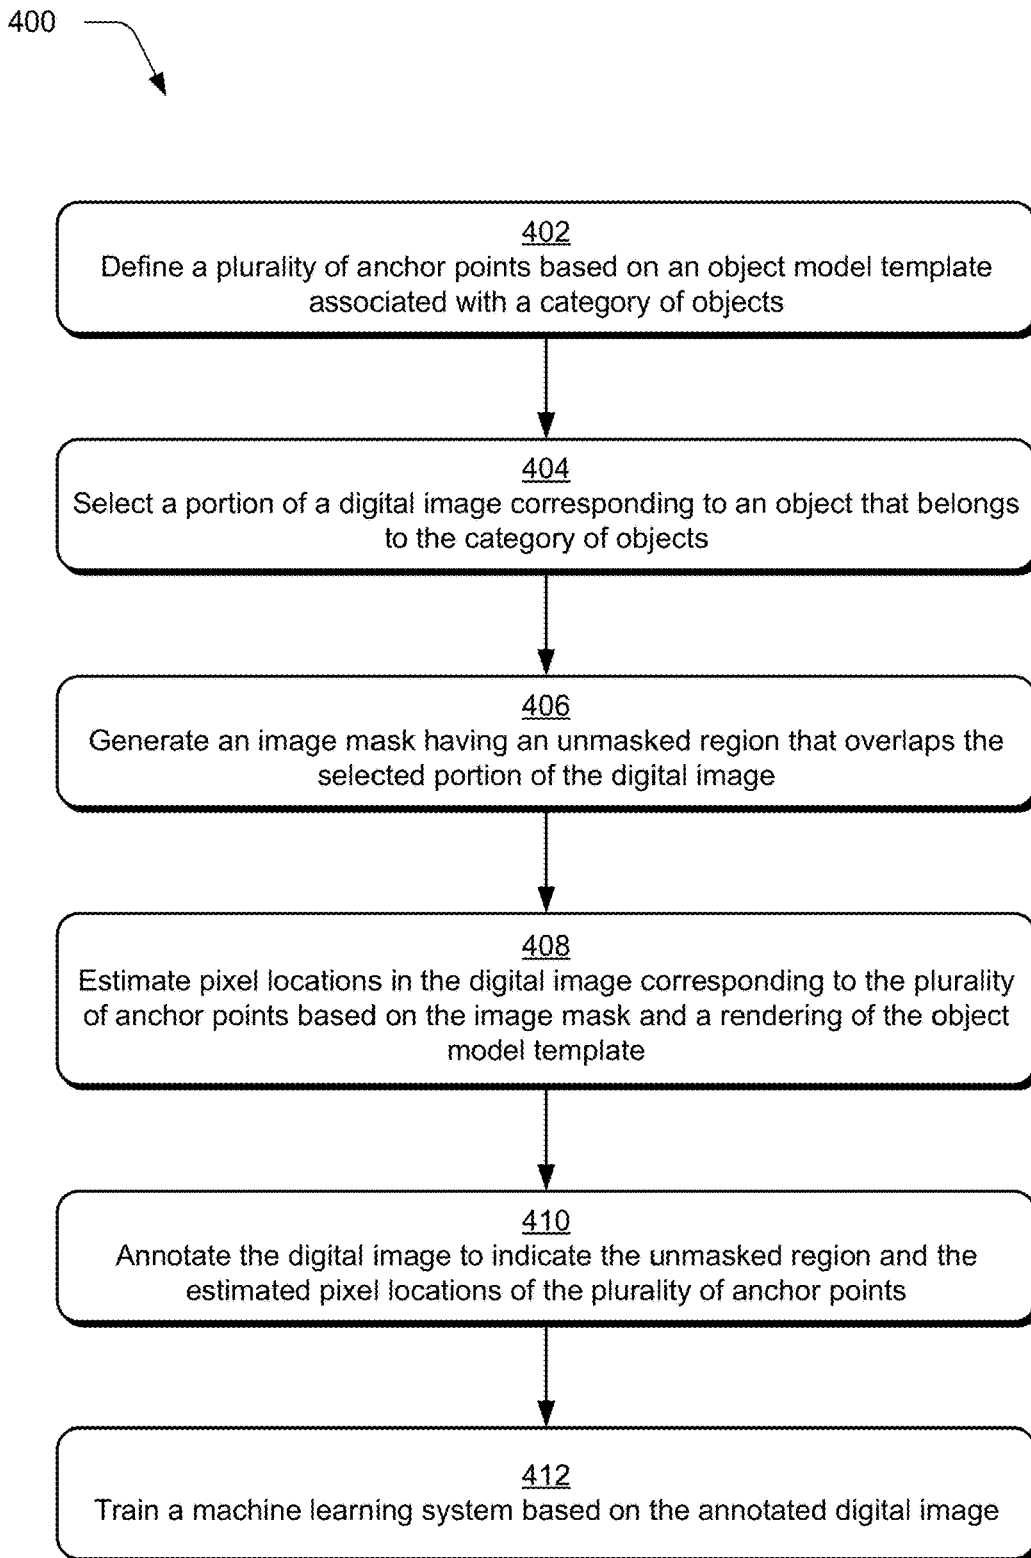 400
402
Define a plurality of anchor points based on an object model template
associated with a category of objects
404
Select a portion of a digital image corresponding to an object that belongs
to the category of objects
406
Generate an image mask having an unmasked region that overlaps the
selected portion of the digital image
408
Estimate pixel locations in the digital image corresponding to the plurality
of anchor points based on the image mask and a rendering of the object
model template
410
Annotate the digital image to indicate the unmasked region and the
estimated pixel locations of the plurality of anchor points
412
Train a machine learning system based on the annotated digital image